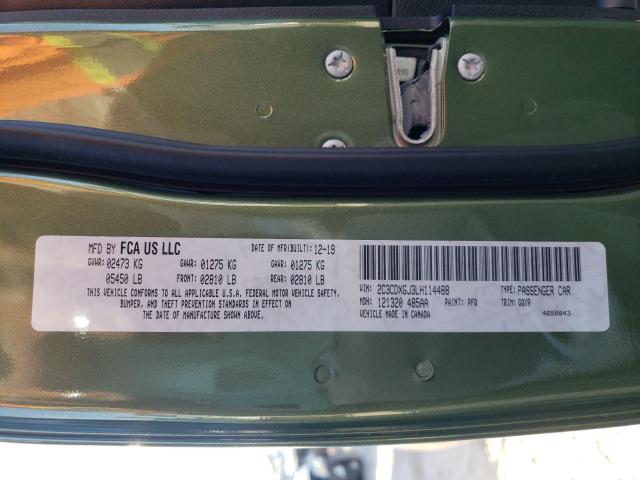 MFD BY FCA US LLC DATE OF MFR(BUILT): 12-19
GVWR: 02473 KG GAWR: 01275 KG GAWR: 01275 KG
05450 LB FRONT: 02810 LB REAR: 02810 LB
THIS VEHICLE CONFORMS TO ALL APPLICABLE U.S.A. FEDERAL MOTOR VEHICLE SAFETY,
BUMPER, AND THEFT PREVENTION STANDARDS IN EFFECT ON
THE DATE OF MANUFACTURE SHOWN ABOVE.
VIN: 2C3CDXGJ3LH114488 TYPE: PASSENGER CAR
MDH: 121320 485AA PAINT: PFQ TRIM: GQX9
VEHICLE MADE IN CANADA 4650843